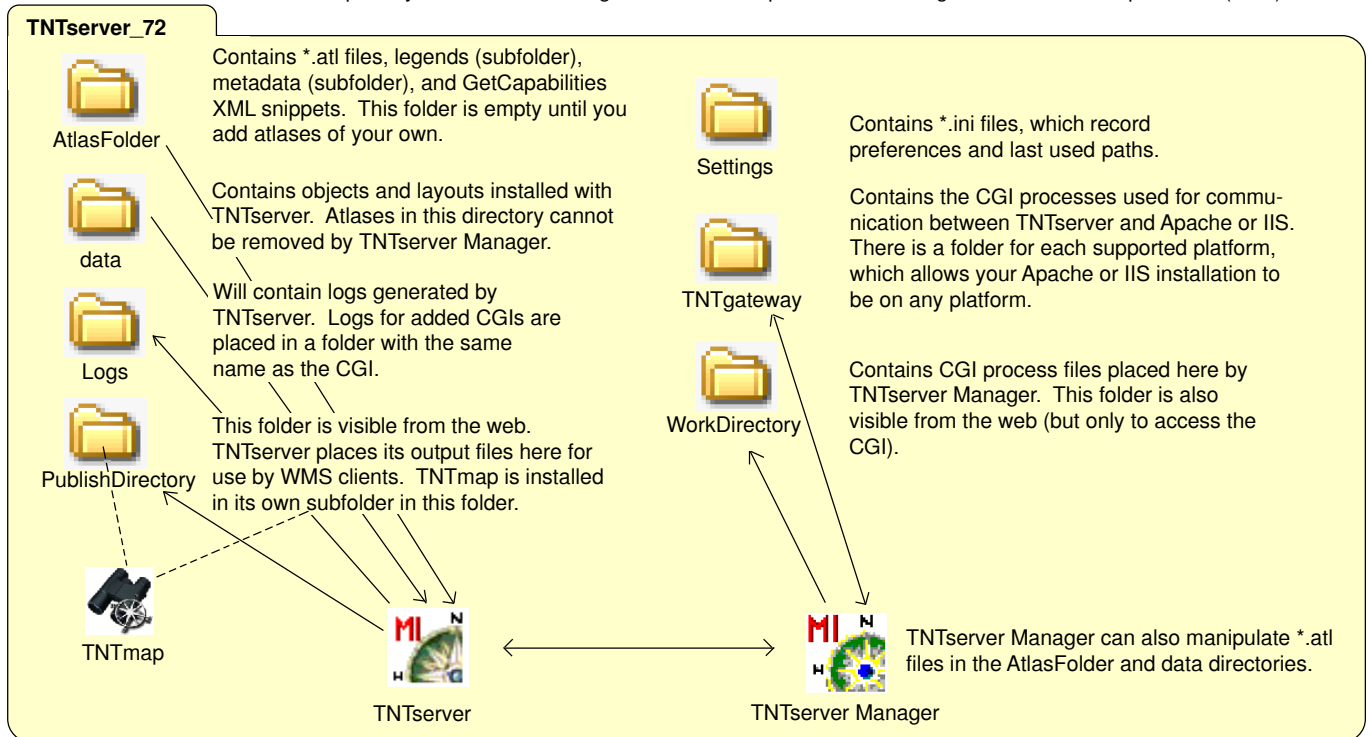 TNTserver_72
AtlasFolder
Contains *.atl files, legends (subfolder),
metadata (subfolder), and GetCapabilities
XML snippets. This folder is empty until you
add atlases of your own.
data
Contains objects and layouts installed with
TNTserver. Atlases in this directory cannot
be removed by TNTserver Manager.
Logs
Will contain logs generated by
TNTserver. Logs for added CGIs are
placed in a folder with the same
name as the CGI.
PublishDirectory
This folder is visible from the web.
TNTserver places its output files here for
use by WMS clients. TNTmap is installed
in its own subfolder in this folder.
Settings
Contains *.ini files, which record
preferences and last used paths.
TNTgateway
Contains the CGI processes used for commu-
nication between TNTserver and Apache or IIS.
There is a folder for each supported platform,
which allows your Apache or IIS installation to
be on any platform.
WorkDirectory
Contains CGI process files placed here by
TNTserver Manager. This folder is also
visible from the web (but only to access the
CGI).
TNTmap
MI
N
H
TNTserver
MI
N
H
TNTserver Manager
TNTserver Manager can also manipulate *.atl
files in the AtlasFolder and data directories.